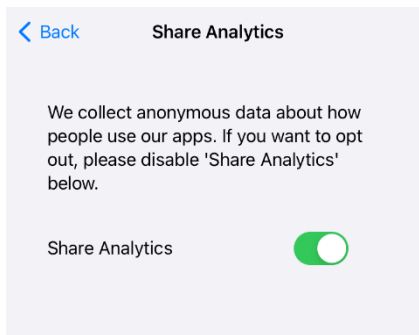 Back
Share Analytics
We collect anonymous data about how
people use our apps. If you want to opt
out, please disable 'Share Analytics'
below.
Share Analytics